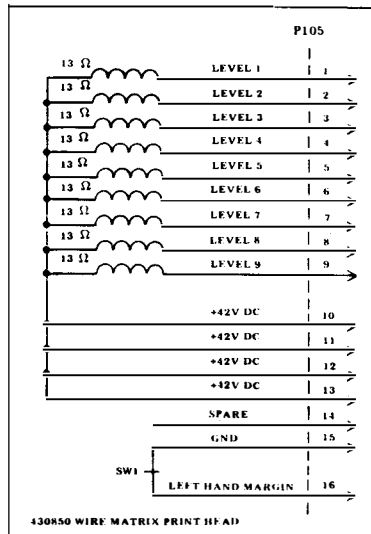 P105
13 Ω LEVEL 1 1
13 Ω LEVEL 2 2
13 Ω LEVEL 3 3
13 Ω LEVEL 4 4
13 Ω LEVEL 5 5
13 Ω LEVEL 6 6
13 Ω LEVEL 7 7
13 Ω LEVEL 8 8
13 Ω LEVEL 9 9
+42V DC 10
+42V DC 11
+42V DC 12
+42V DC 13
SPARE 14
GND 15
SW1
LEFT HAND MARGIN 16
430850 WIRE MATRIX PRINT HEAD